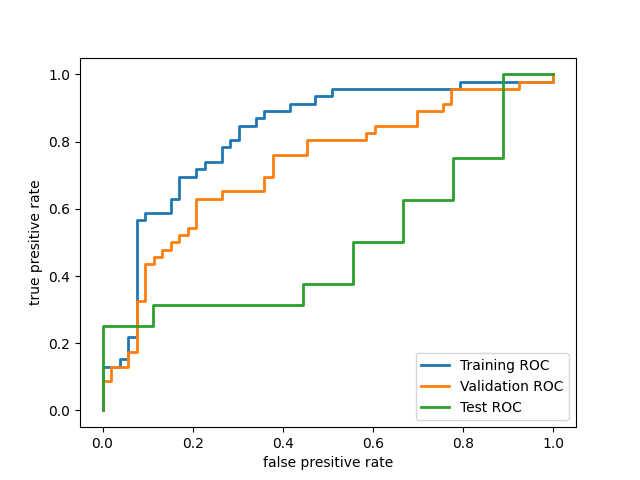 1.0
0.8
0.6
0.4
0.2
0.0
true presitive rate
0.0 0.2 0.4 0.6 0.8 1.0
false presitive rate
Training ROC
Validation ROC
Test ROC